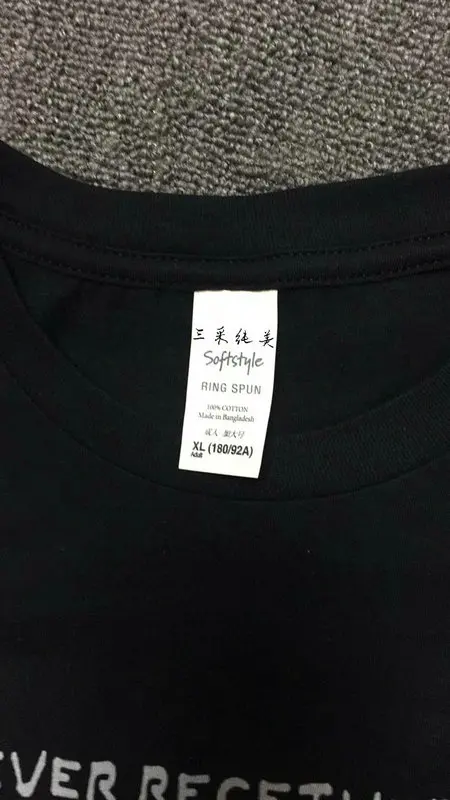 三采纯美
Softstyle
RING SPUN
100% COTTON
Made in Bangladesh
成人 加大号
XL (180/92A)
Adult
EVER